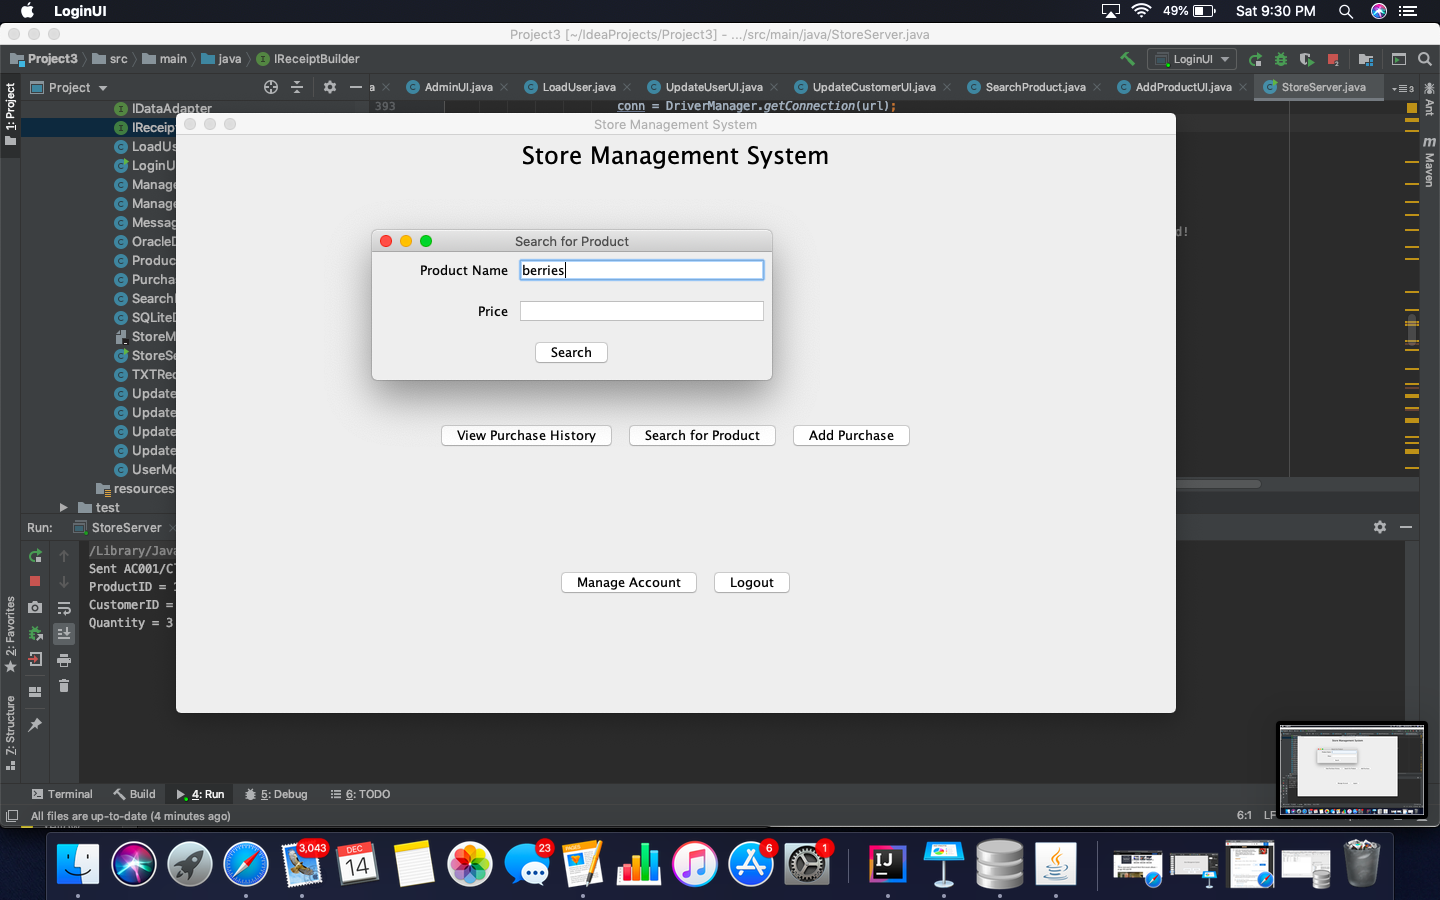 LoginUI
49%
Sat 9:30 PM
Project3 [~/IdeaProjects/Project3] - .../src/main/java/StoreServer.java
Project3
src
main
java
IReceiptBuilder
LoginUI
1: Project
Project
a
AdminUI.java
LoadUser.java
UpdateUserUI.java
UpdateCustomerUI.java
SearchProduct.java
AddProductUI.java
StoreServer.java
3
Ant
Maven
IDataAdapter
393
conn = DriverManager.getConnection(url);
IReceipt
LoadUs
LoginU
Manage
Manage
Messag
OracleD
Produc
Purcha
Search
SQLiteD
StoreM
StoreSe
TXTRec
Update
Update
Update
Update
UserMo
resources
test
d!
Store Management System
Store Management System
Search for Product
Product Name
berries
Price
Search
View Purchase History
Search for Product
Add Purchase
Manage Account
Logout
Run:
StoreServer
/Library/Java
Sent AC001/C
ProductID =
CustomerID =
Quantity = 3
2: Favorites
7: Structure
Terminal
Build
4: Run
5: Debug
6: TODO
All files are up-to-date (4 minutes ago)
6:1
LF
3,043
DEC
14
23
6
1
IJ